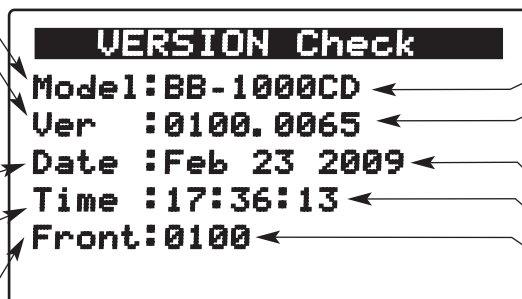 VERSION Check
Model:BB-1000CD
Ver :0100.0065
Date :Feb 23 2009
Time :17:36:13
Front:0100